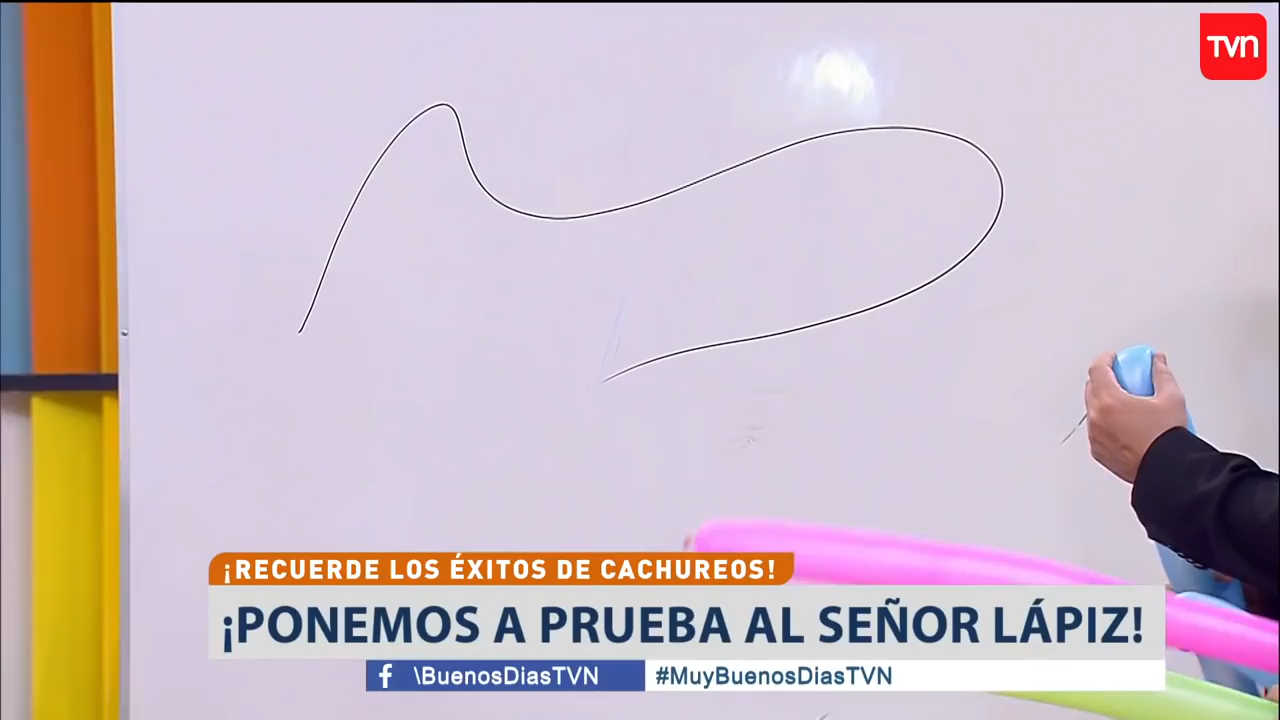 TVN
¡RECUERDE LOS ÉXITOS DE CACHUREOS!
¡PONEMOS A PRUEBA AL SEÑOR LÁPIZ!
f \BuenosDiasTVN #MuyBuenosDiasTVN